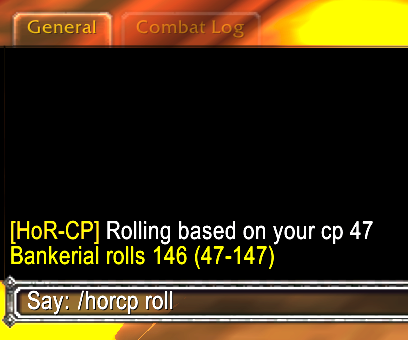 General Combat Log
[HoR-CP] Rolling based on your cp 47
Bankerial rolls 146 (47-147)
Say: /horcp roll